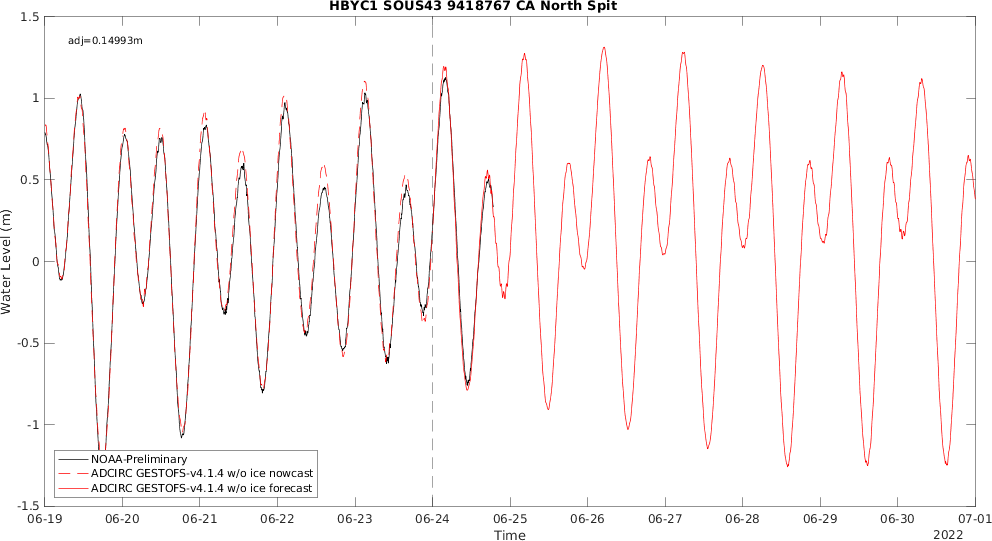 HBYC1 SOUS43 9418767 CA North Spit
adj=0.14993m
Water Level (m)
1.5
1
0.5
0
-0.5
-1
-1.5
NOAA-Preliminary
ADCIRC GESTOFS-v4.1.4 w/o ice nowcast
ADCIRC GESTOFS-v4.1.4 w/o ice forecast
06-19 06-20 06-21 06-22 06-23 06-24 06-25 06-26 06-27 06-28 06-29 06-30 07-01
Time
2022